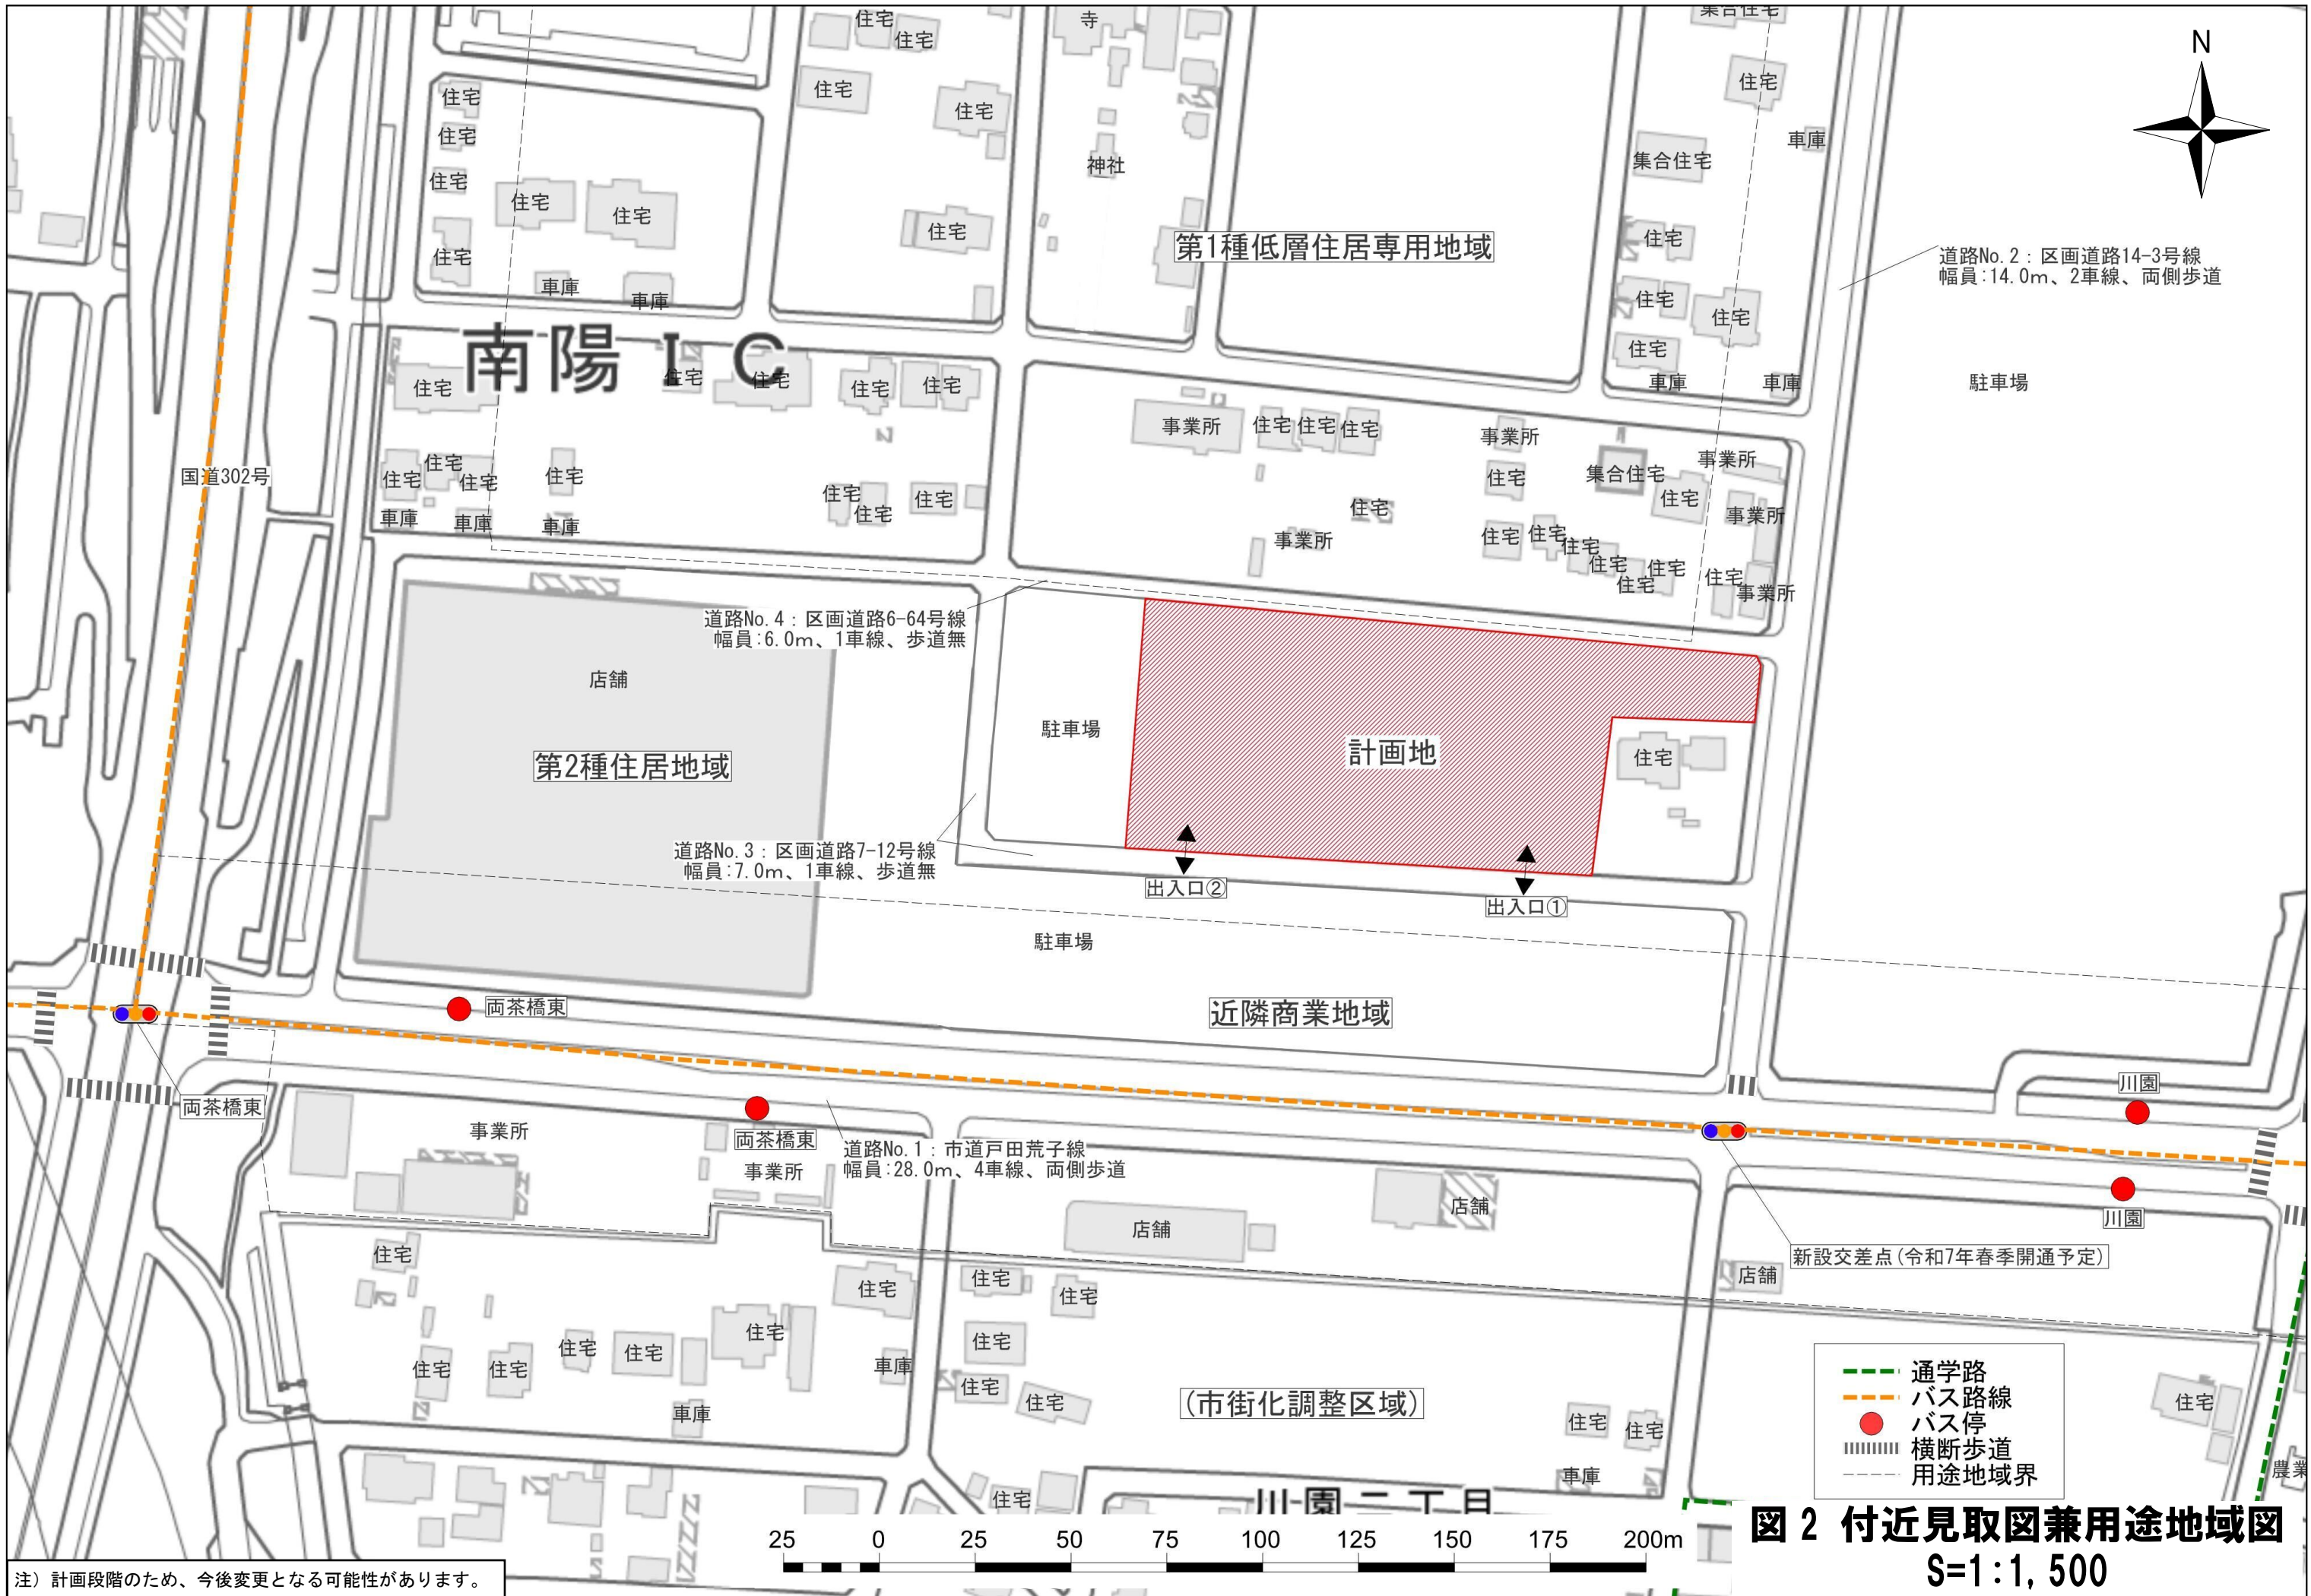 集合住宅
住宅
住宅
寺
N
住宅
住宅
住宅
住宅
住宅
車庫
神社
集合住宅
住宅
住宅
住宅
住宅
住宅
住宅
住宅
第1種低層住居専用地域
道路No.2：区画道路14-3号線
幅員:14.0m、2車線、両側歩道
車庫
車庫
住宅
住宅
南陽 I C
住宅
車庫
車庫
駐車場
住宅
住宅
住宅
住宅
住宅
事業所
住宅
住宅
住宅
事業所
集合住宅
事業所
国道302号
住宅
住宅
住宅
住宅
住宅
住宅
住宅
住宅
住宅
事業所
住宅
車庫
車庫
車庫
事業所
住宅
住宅
住宅
住宅
住宅
住宅
住宅
事業所
道路No.4：区画道路6-64号線
幅員:6.0m、1車線、歩道無
店舗
駐車場
第2種住居地域
計画地
住宅
道路No.3：区画道路7-12号線
幅員:7.0m、1車線、歩道無
出入口②
出入口①
駐車場
両茶橋東
近隣商業地域
両茶橋東
川園
事業所
両茶橋東
事業所
道路No.1：市道戸田荒子線
幅員:28.0m、4車線、両側歩道
店舗
店舗
川園
新設交差点(令和7年春季開通予定)
住宅
住宅
住宅
住宅
店舗
住宅
住宅
住宅
住宅
住宅
車庫
住宅
住宅
住宅
住宅
(市街化調整区域)
車庫
住宅
住宅
住宅
車庫
農業
住宅
川園二丁目
通学路
バス路線
バス停
横断歩道
用途地域界
25 0 25 50 75 100 125 150 175 200m
図2 付近見取図兼用途地域図
S=1:1,500
注）計画段階のため、今後変更となる可能性があります。